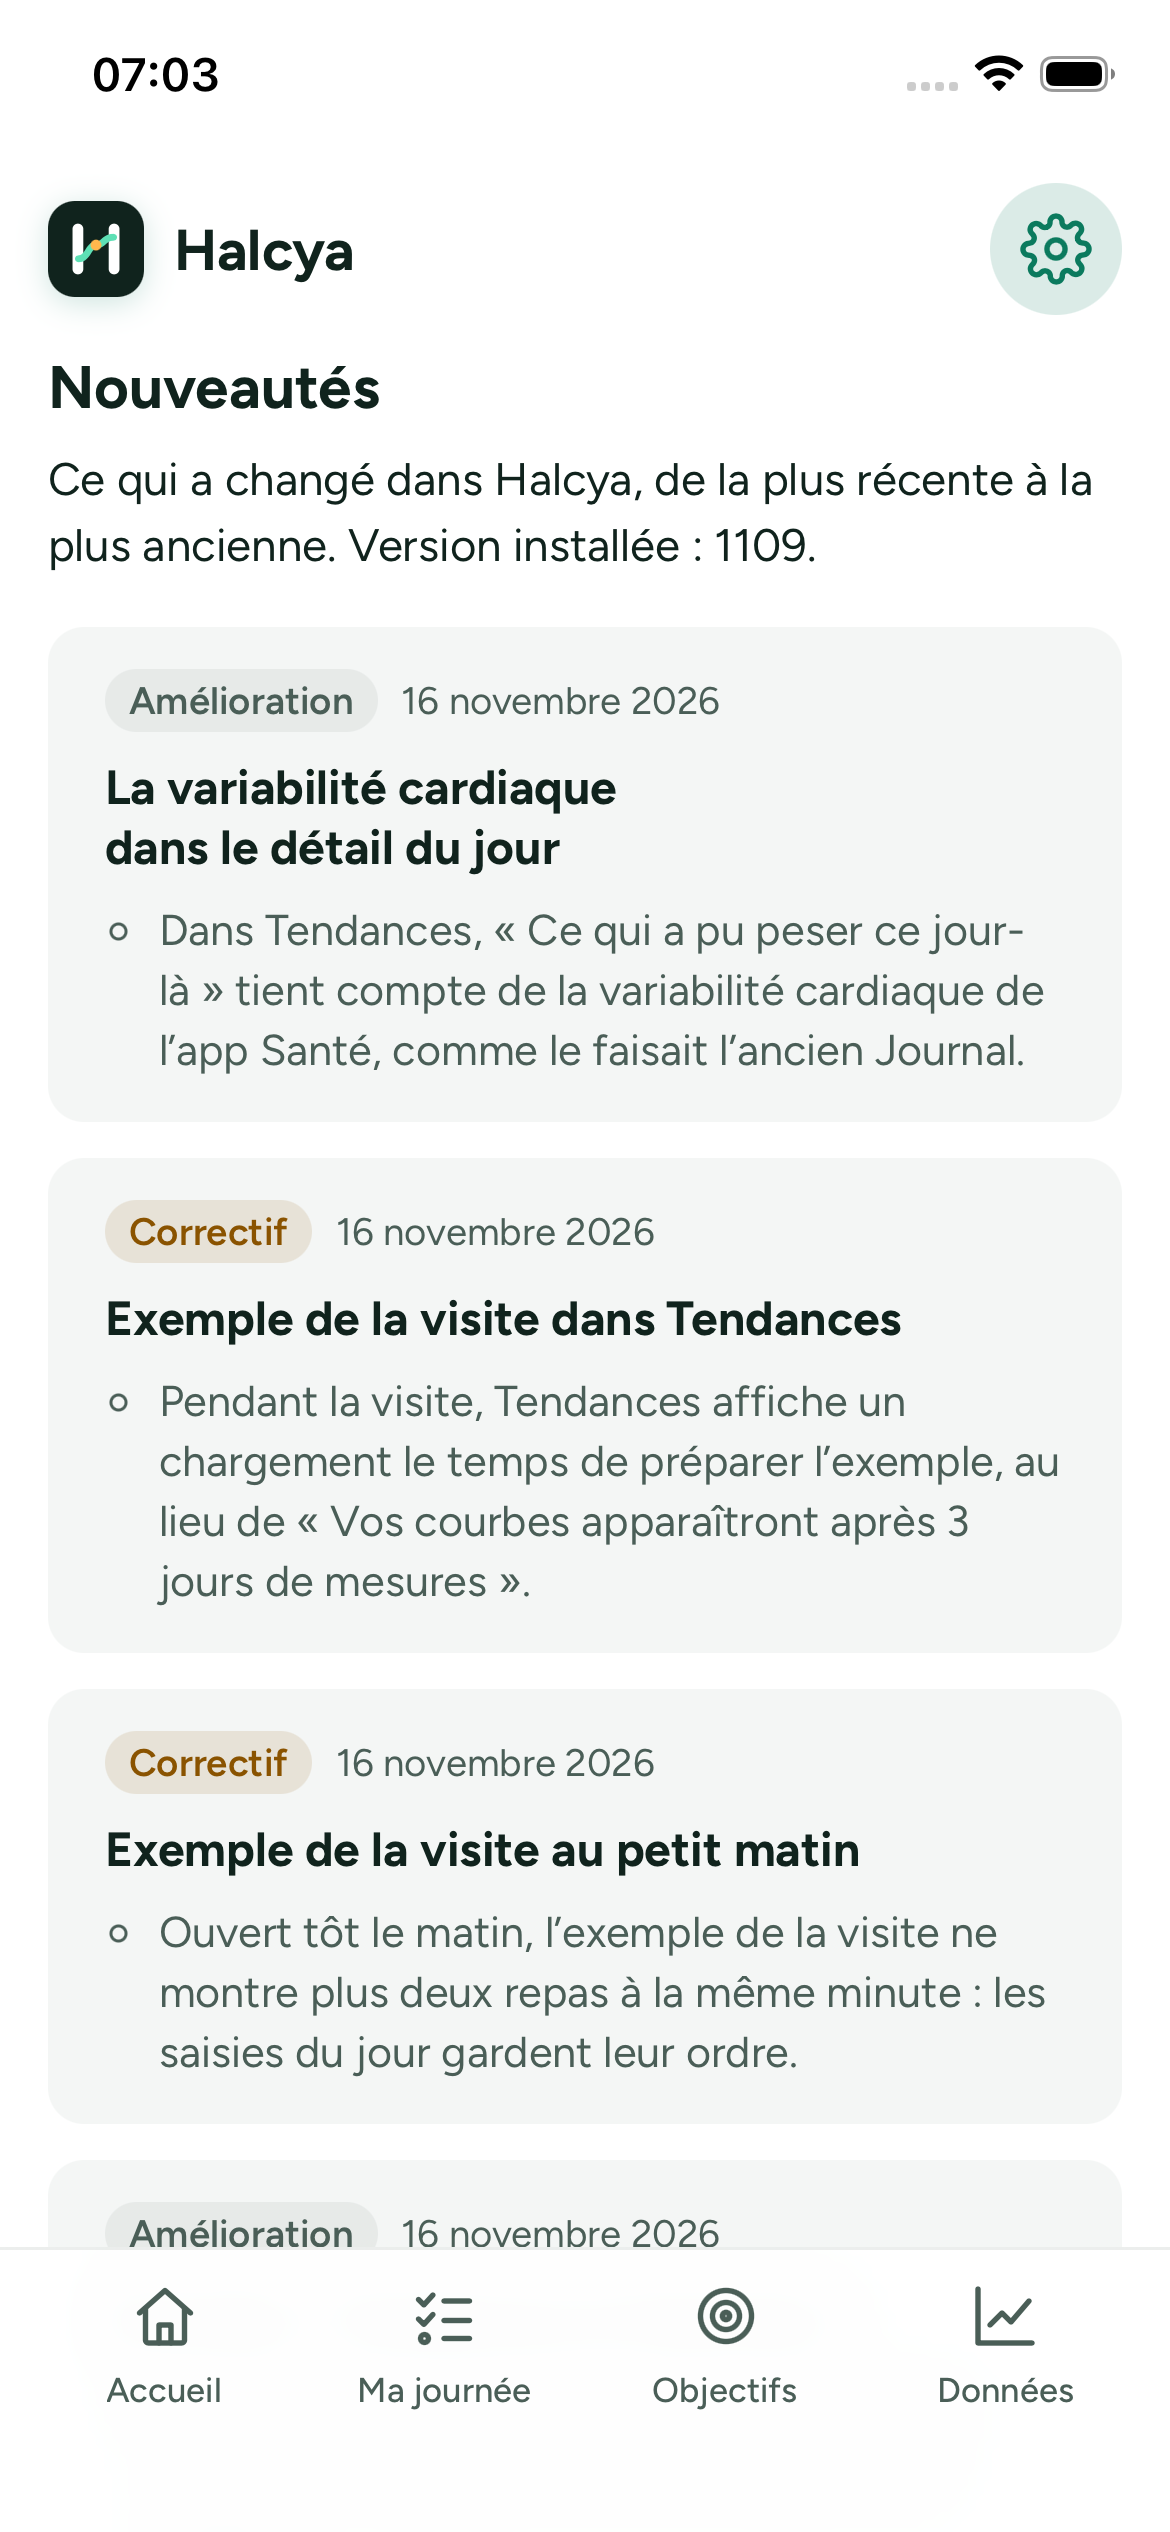 07:03
Halcya
Nouveautés
Ce qui a changé dans Halcya, de la plus récente à la
plus ancienne. Version installée : 1109.
Amélioration 16 novembre 2026
La variabilité cardiaque
dans le détail du jour
Dans Tendances, « Ce qui a pu peser ce jour-
là » tient compte de la variabilité cardiaque de
l’app Santé, comme le faisait l’ancien Journal.
Correctif 16 novembre 2026
Exemple de la visite dans Tendances
Pendant la visite, Tendances affiche un
chargement le temps de préparer l’exemple, au
lieu de « Vos courbes apparaîtront après 3
jours de mesures ».
Correctif 16 novembre 2026
Exemple de la visite au petit matin
Ouvert tôt le matin, l’exemple de la visite ne
montre plus deux repas à la même minute : les
saisies du jour gardent leur ordre.
Amélioration 16 novembre 2026
Accueil
Ma journée
Objectifs
Données